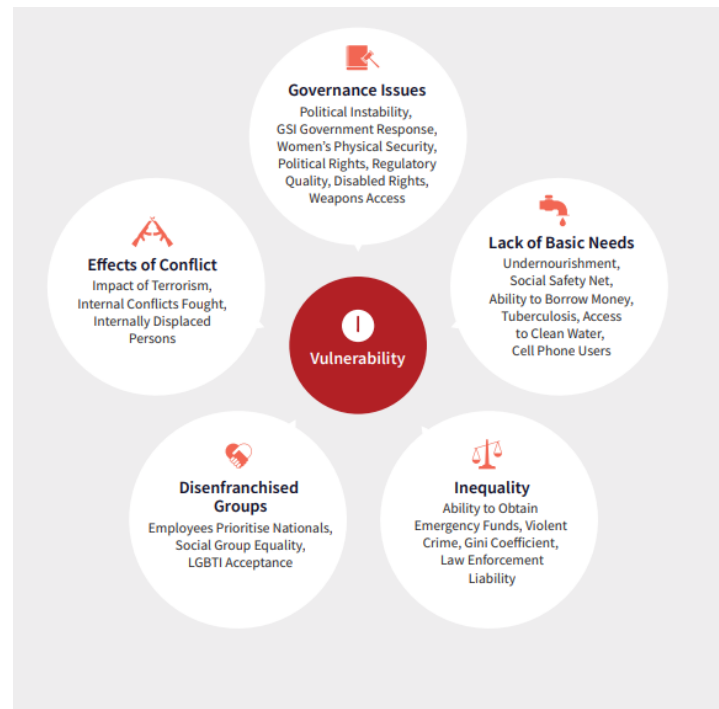 Governance Issues
Political Instability,
GSI Government Response,
Women's Physical Security,
Political Rights, Regulatory
Quality, Disabled Rights,
Weapons Access
Effects of Conflict
Impact of Terrorism,
Internal Conflicts Fought,
Internally Displaced
Persons
Lack of Basic Needs
Undernourishment,
Social Safety Net,
Ability to Borrow Money,
Tuberculosis, Access
to Clean Water,
Cell Phone Users
I
Vulnerability
Disenfranchised
Groups
Employees Prioritise Nationals,
Social Group Equality,
LGBTI Acceptance
Inequality
Ability to Obtain
Emergency Funds, Violent
Crime, Gini Coefficient,
Law Enforcement
Liability